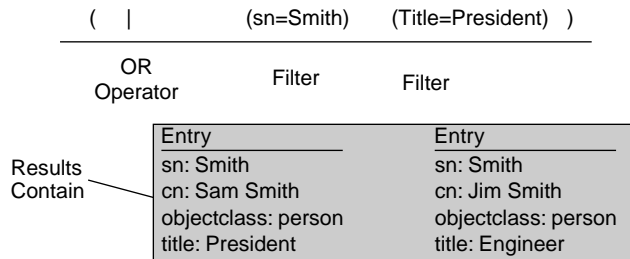 ( | (sn=Smith) (Title=President) )
OR
Operator
Filter
Filter
Results
Contain
Entry
sn: Smith
cn: Sam Smith
objectclass: person
title: President
Entry
sn: Smith
cn: Jim Smith
objectclass: person
title: Engineer